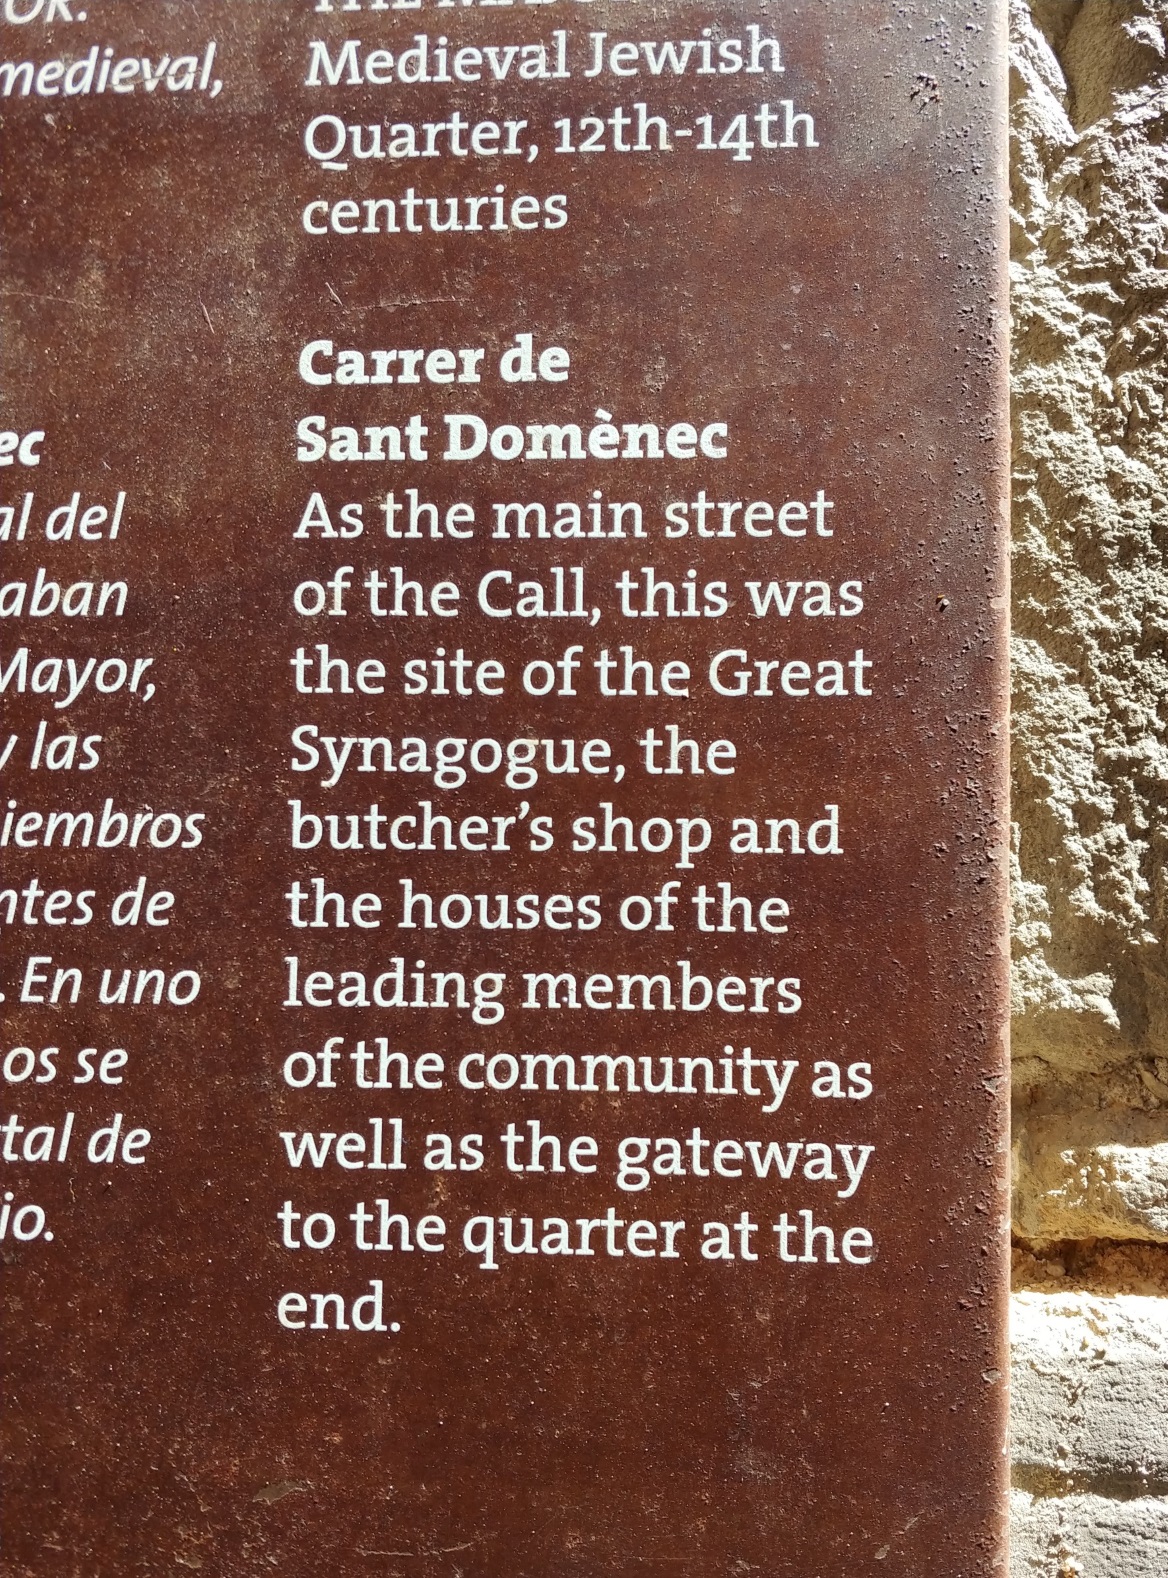 OR.
medieval,
ec
al del
aban
Mayor,
y las
iembros
ntes de
. En uno
os se
tal de
io.
Medieval Jewish
Quarter, 12th-14th
centuries
Carrer de
Sant Domènec
As the main street
of the Call, this was
the site of the Great
Synagogue, the
butcher's shop and
the houses of the
leading members
of the community as
well as the gateway
to the quarter at the
end.